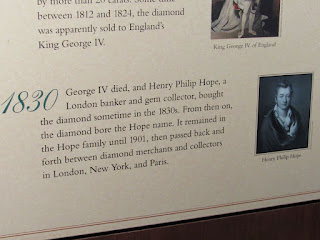 by more than 20 carats. Some time
between 1812 and 1824, the diamond
was apparently sold to England's
King George IV.
King George IV of England
1830
George IV died, and Henry Philip Hope, a
London banker and gem collector, bought
the diamond sometime in the 1830s. From then on,
the diamond bore the Hope name. It remained in
the Hope family until 1901, then passed back and
forth between diamond merchants and collectors
in London, New York, and Paris.
Henry Philip Hope